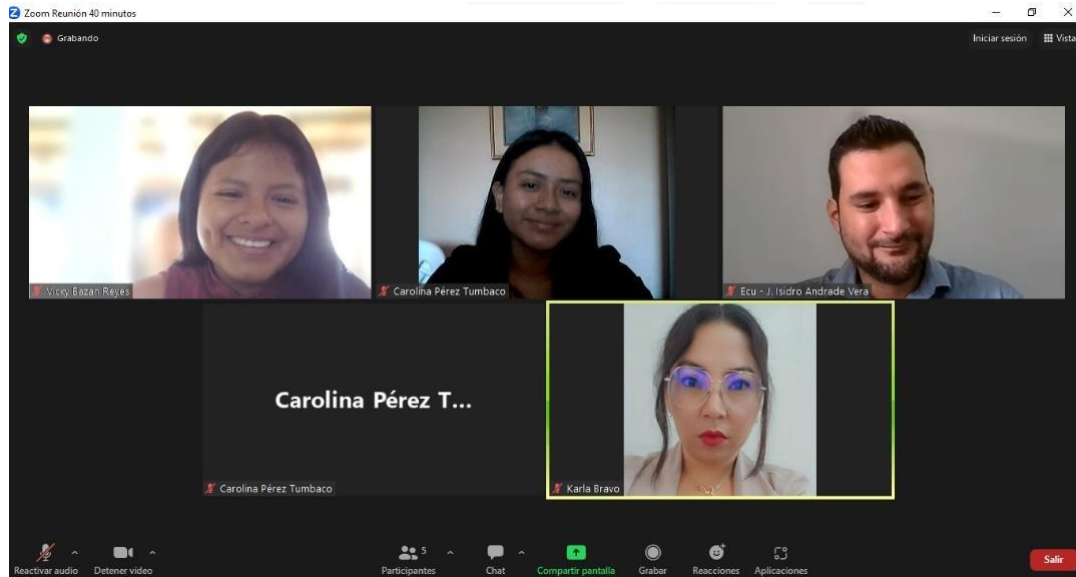 Zoom Reunión 40 minutos
Grabando
Iniciar sesión
Vista
Vicky Bazan Reyes
Carolina Pérez Tumbaco
Ecu - J. Isidro Andrade Vera
Carolina Pérez T...
Carolina Pérez Tumbaco
Karla Bravo
Reactivar audio
Detener video
5
Participantes
Chat
Compartir pantalla
Grabar
Reacciones
Aplicaciones
Salir